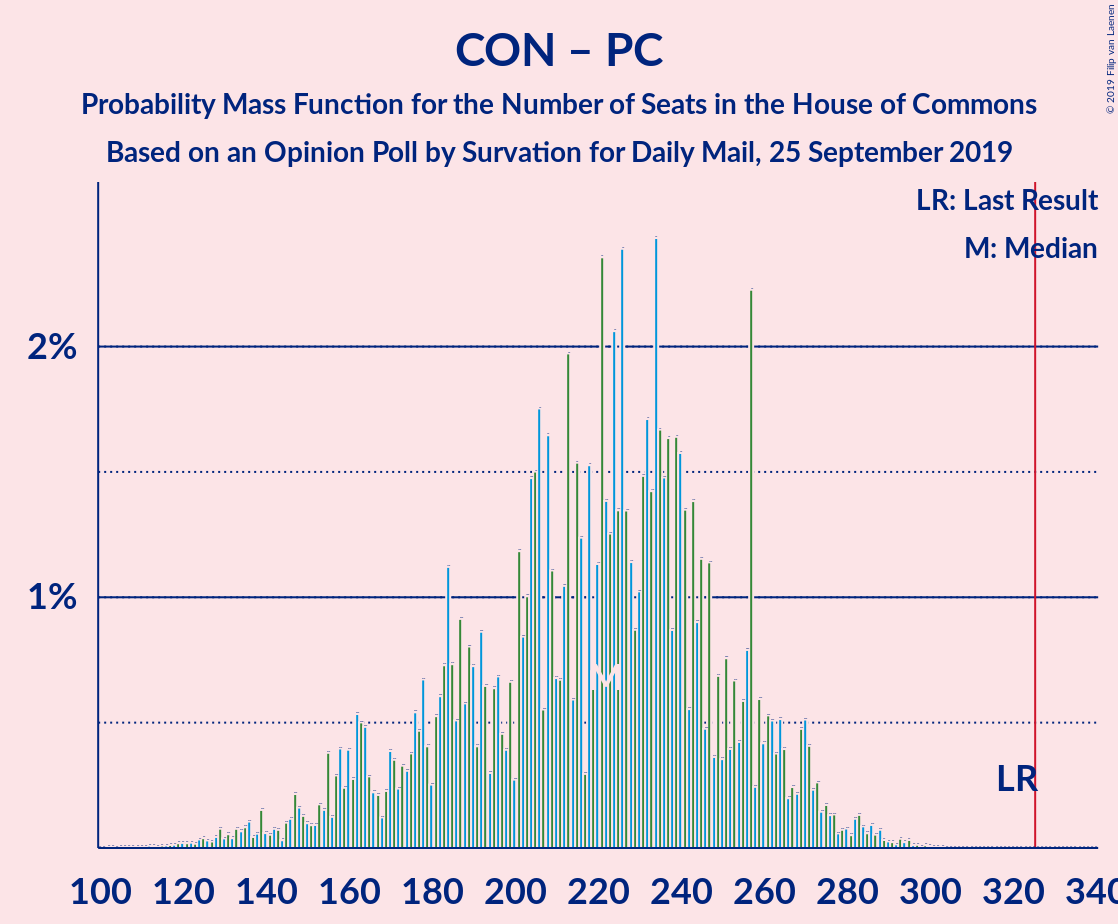 CON – PC
Probability Mass Function for the Number of Seats in the House of Commons
Based on an Opinion Poll by Survation for Daily Mail, 25 September 2019
© 2019 Filip van Laenen
LR: Last Result
M: Median
2%
1%
M
LR
100 120 140 160 180 200 220 240 260 280 300 320 340